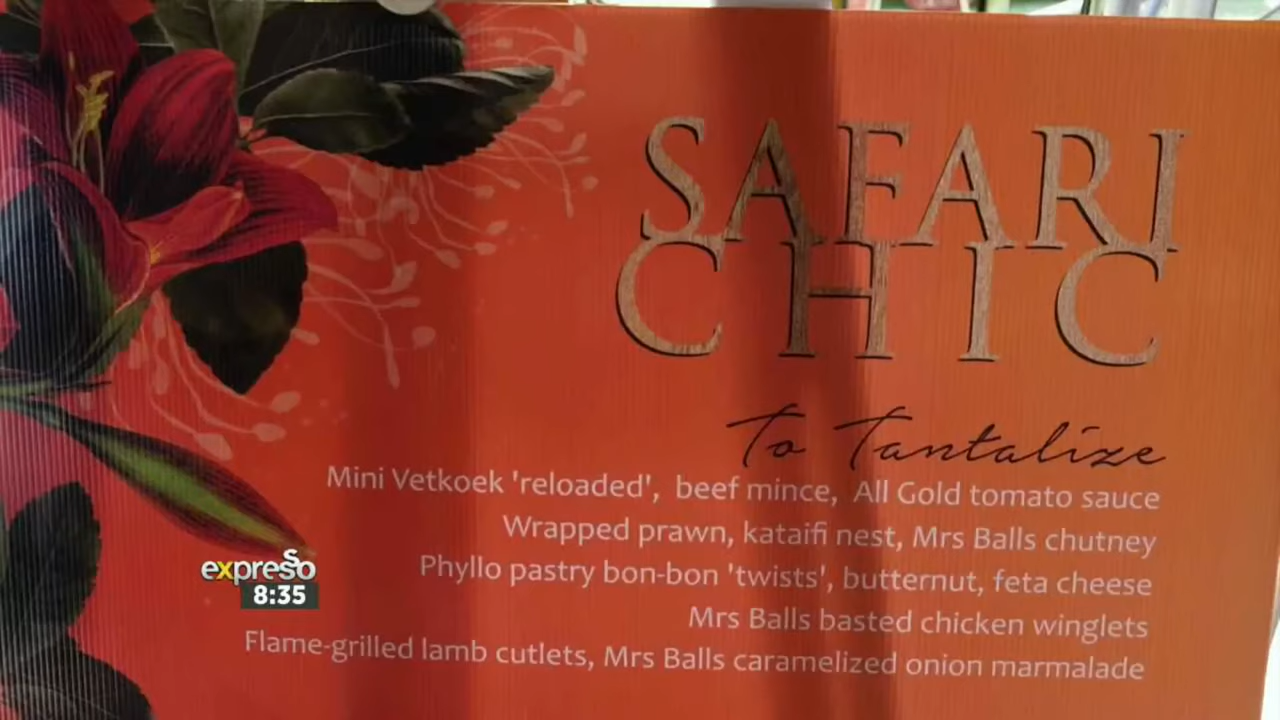 SAFARI
CHIC
To Tantalize
Mini Vetkoek 'reloaded', beef mince, All Gold tomato sauce
Wrapped prawn, kataifi nest, Mrs Balls chutney
Phyllo pastry bon-bon 'twists', butternut, feta cheese
Mrs Balls basted chicken winglets
Flame-grilled lamb cutlets, Mrs Balls caramelized onion marmalade
expresso
8:35